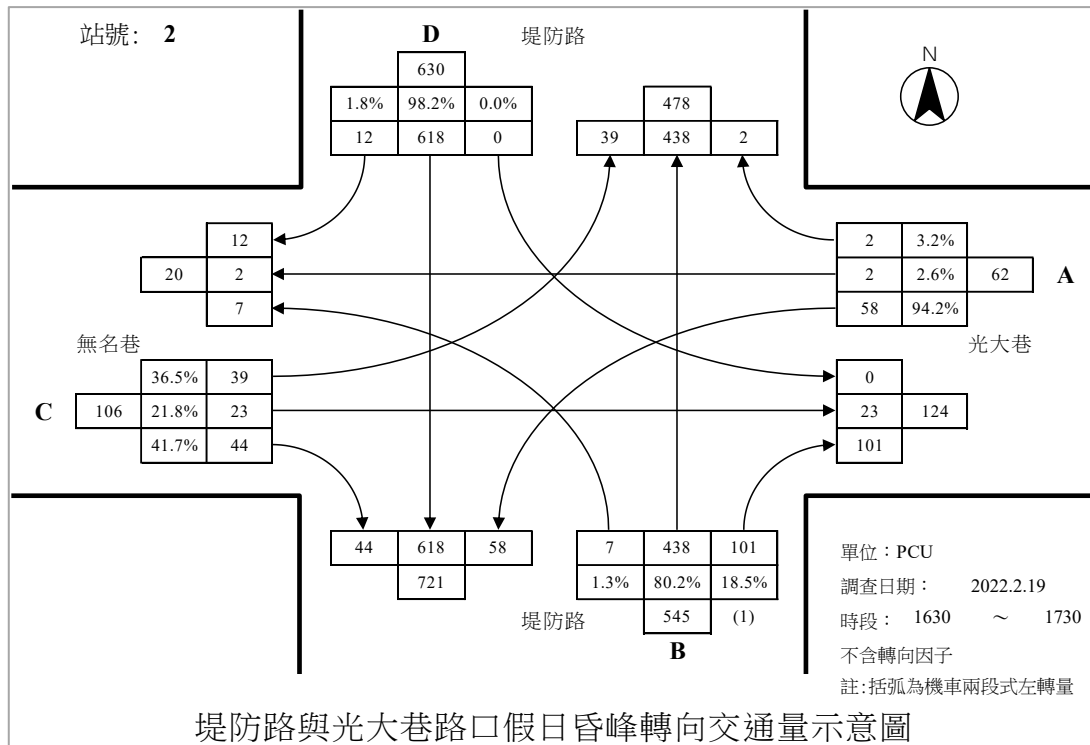 站號: 2
D 堤防路
N
630
1.8% 98.2% 0.0%
12 618 0
478
39 438 2
12
20 2
7
2 3.2%
2 2.6% 62 A
58 94.2%
無名巷
光大巷
36.5% 39
C 106 21.8% 23
41.7% 44
0
23 124
101
44 618 58
721
7 438 101
1.3% 80.2% 18.5%
545 (1)
堤防路
B
單位：PCU
調查日期： 2022.2.19
時段： 1630 ～ 1730
不含轉向因子
註:括弧為機車兩段式左轉量
堤防路與光大巷路口假日昏峰轉向交通量示意圖